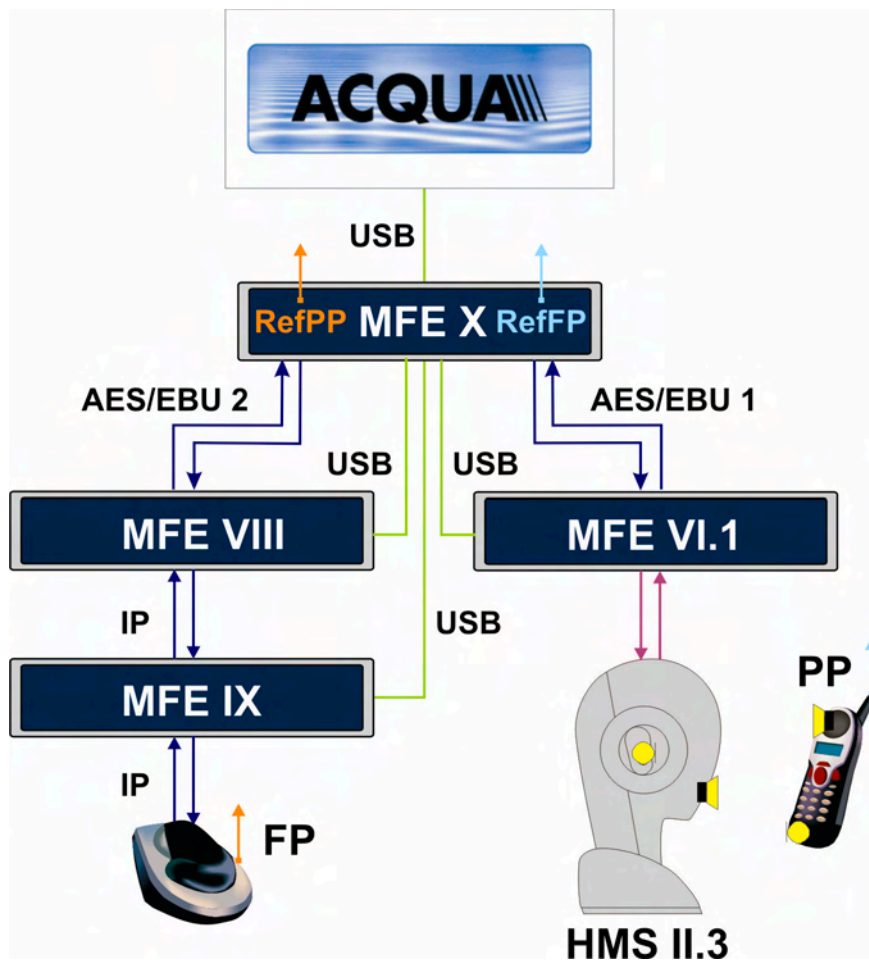 ACQUA
USB
RefPP MFE X RefFP
AES/EBU 2
AES/EBU 1
USB
USB
MFE VIII
MFE VI.1
IP
USB
MFE IX
PP
IP
FP
HMS II.3